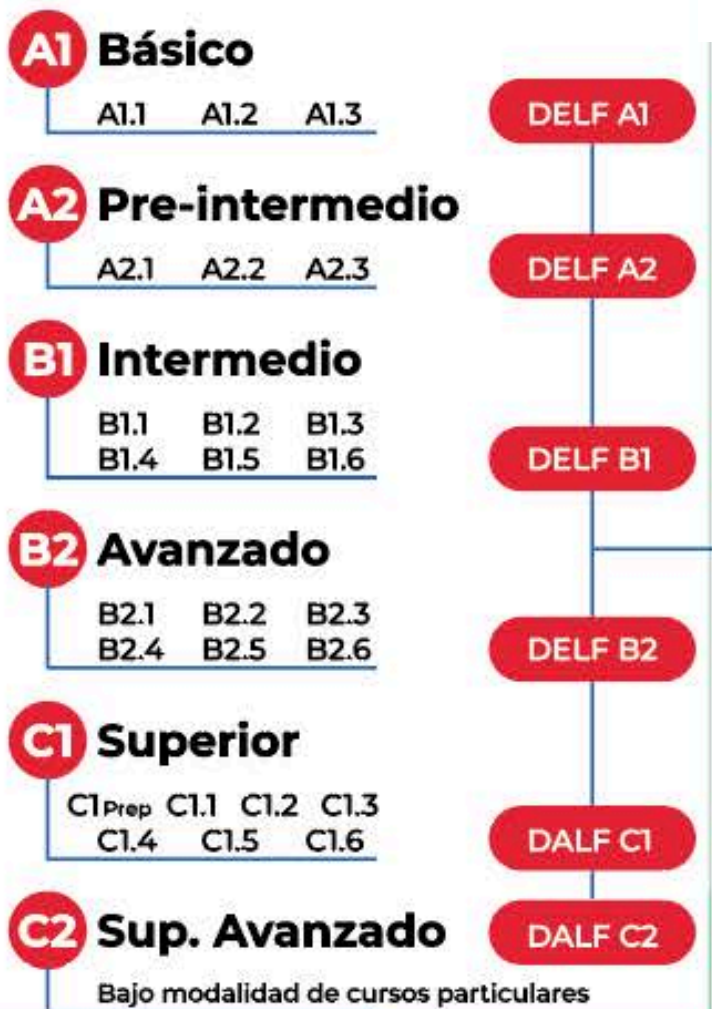 A1 Básico
A1.1 A1.2 A1.3
DELF A1
A2 Pre-intermedio
A2.1 A2.2 A2.3
DELF A2
B1 Intermedio
B1.1 B1.2 B1.3
B1.4 B1.5 B1.6
DELF B1
B2 Avanzado
B2.1 B2.2 B2.3
B2.4 B2.5 B2.6
DELF B2
C1 Superior
C1 Prep C1.1 C1.2 C1.3
C1.4 C1.5 C1.6
DALF C1
C2 Sup. Avanzado
DALF C2
Bajo modalidad de cursos particulares